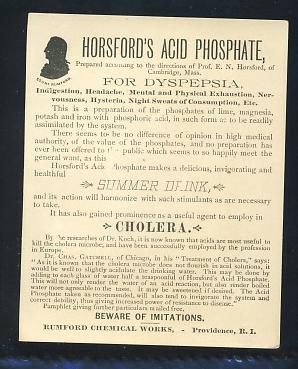 HORSFORD'S ACID PHOSPHATE,
Prepared according to the directions of Prof. E. N. Horsford, of
Cambridge, Mass.
COUNT RUMFORD.
FOR DYSPEPSIA,
Indigestion, Headache, Mental and Physical Exhaustion, Ner-
vousness, Hysteria, Night Sweats of Consumption, Etc.
This is a preparation of the phosphates of lime, magnesia,
potash and iron with phosphoric acid, in such form as to be readily
assimilated by the system.
There seems to be no difference of opinion in high medical
authority, of the value of the phosphates, and no preparation has
ever been offered to public which seems to so happily meet the
general want, as this
Horsford's Acid Phosphate makes a delicious, invigorating and
healthful
SUMMER DRINK,
and its action will harmonize with such stimulants as are necessary
to take.
It has also gained prominence as a useful agent to employ in
CHOLERA.
By the researches of Dr. Koch, it is now known that acids are most useful to
kill the cholera microbe, and have been successfully employed by the profession
in Europe.
Dr. Chas. Gatchell, of Chicago, in his "Treatment of Cholera," says:
"As it is known that the cholera microbe does not flourish in acid solutions, it
would be well to slightly acidulate the drinking water. This may be done by
adding to each glass of water half a teaspoonful of Horsford's Acid Phosphate.
This will not only render the water of an acid reaction, but also render boiled
water more agreeable to the taste. It may be sweetened if desired. The Acid
Phosphate taken as recommended, will also tend to invigorate the system and
correct debility, thus giving increased power of resistance to disease."
Pamphlet giving further particulars mailed free.
BEWARE OF IMITATIONS.
RUMFORD CHEMICAL WORKS, - Providence, R. I.